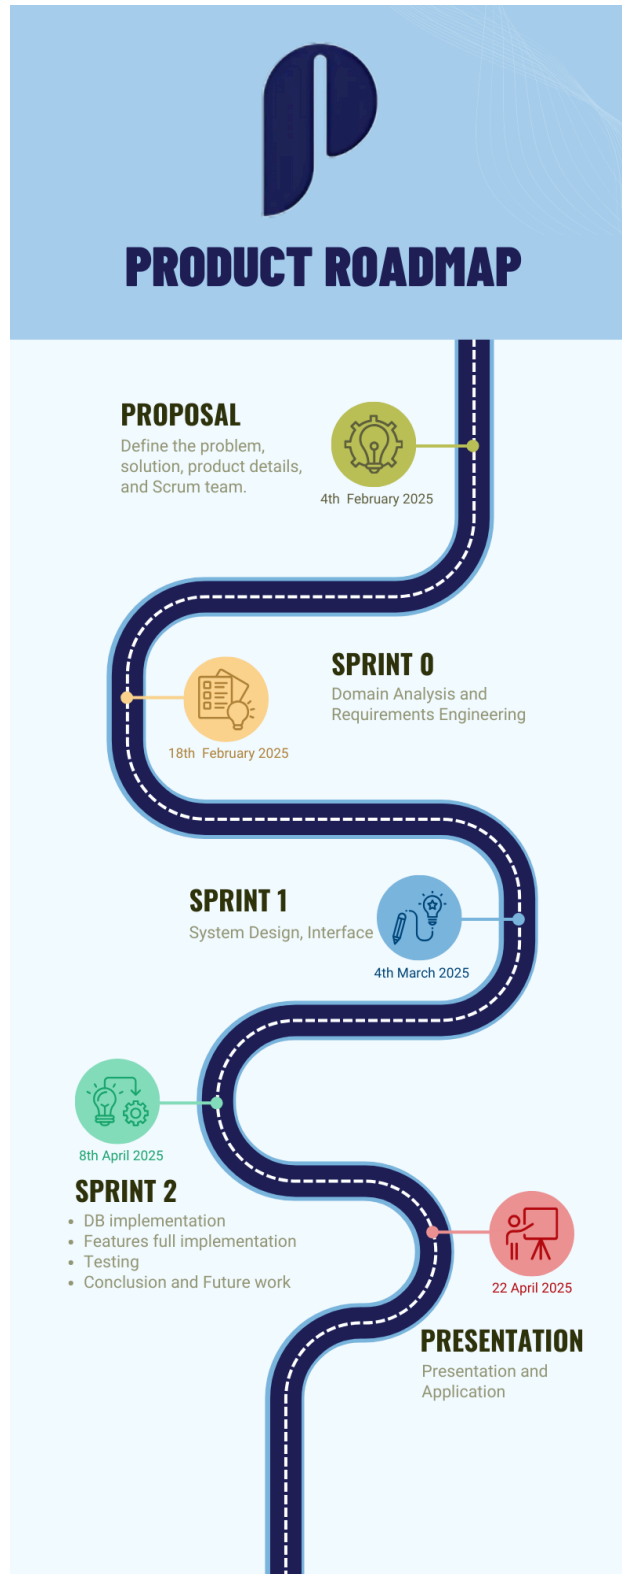 PRODUCT ROADMAP
PROPOSAL
Define the problem,
solution, product details,
and Scrum team.
4th February 2025
SPRINT 0
Domain Analysis and
Requirements Engineering
18th February 2025
SPRINT 1
System Design, Interface
4th March 2025
8th April 2025
SPRINT 2
• DB implementation
• Features full implementation
• Testing
• Conclusion and Future work
22 April 2025
PRESENTATION
Presentation and
Application